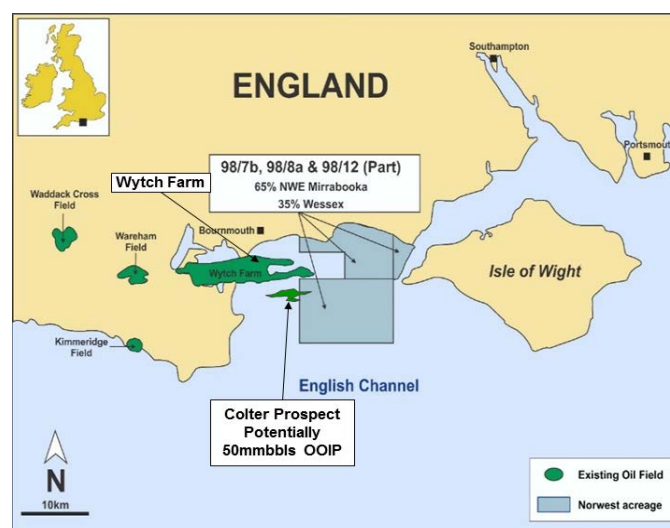 Southampton
ENGLAND
Portsmout
98/7b, 98/8a & 98/12 (Part)
65% NWE Mirrabooka
35% Wessex
Wytch Farm
Waddack Cross
Field
Wareham
Field
Bournmouth
Wytch Farm
Isle of Wight
Kimmeridge
Field
English Channel
Colter Prospect
Potentially
50mmbbls OOIP
N
10km
Existing Oil Field
Norwest acreage